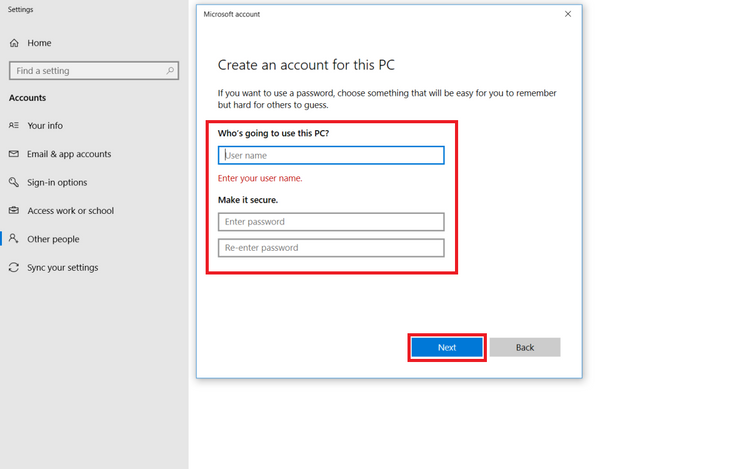 Settings
Home
Find a setting
Accounts
Your info
Email & app accounts
Sign-in options
Access work or school
Other people
Sync your settings
Microsoft account
Create an account for this PC
If you want to use a password, choose something that will be easy for you to remember
but hard for others to guess.
Who's going to use this PC?
User name
Enter your user name.
Make it secure.
Enter password
Re-enter password
Next
Back